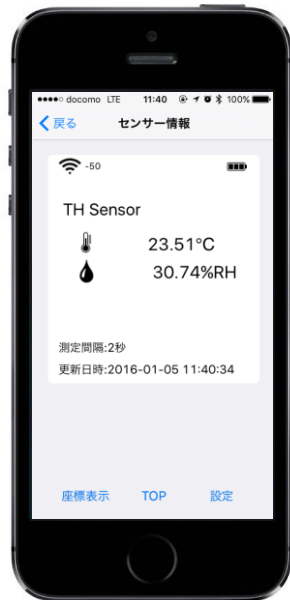 docomo LTE 11:40 100%
戻る センサー情報
-50
TH Sensor
23.51℃
30.74%RH
測定間隔:2秒
更新日時:2016-01-05 11:40:34
座標表示 TOP 設定